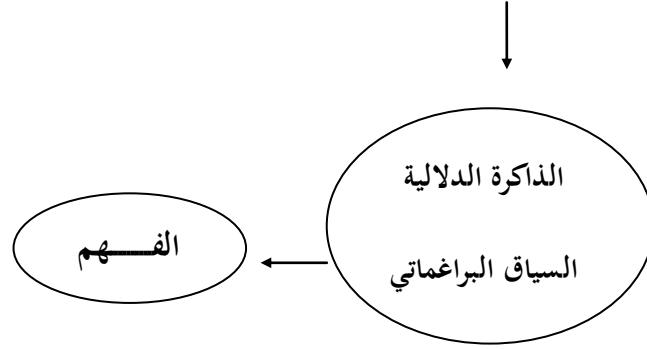 الذاكرة الدلالية
السياق البراغماتي
الفـــــهم